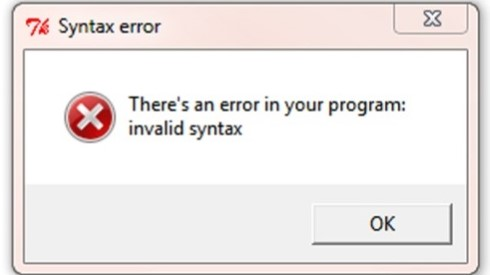 Syntax error
There's an error in your program:
invalid syntax
OK